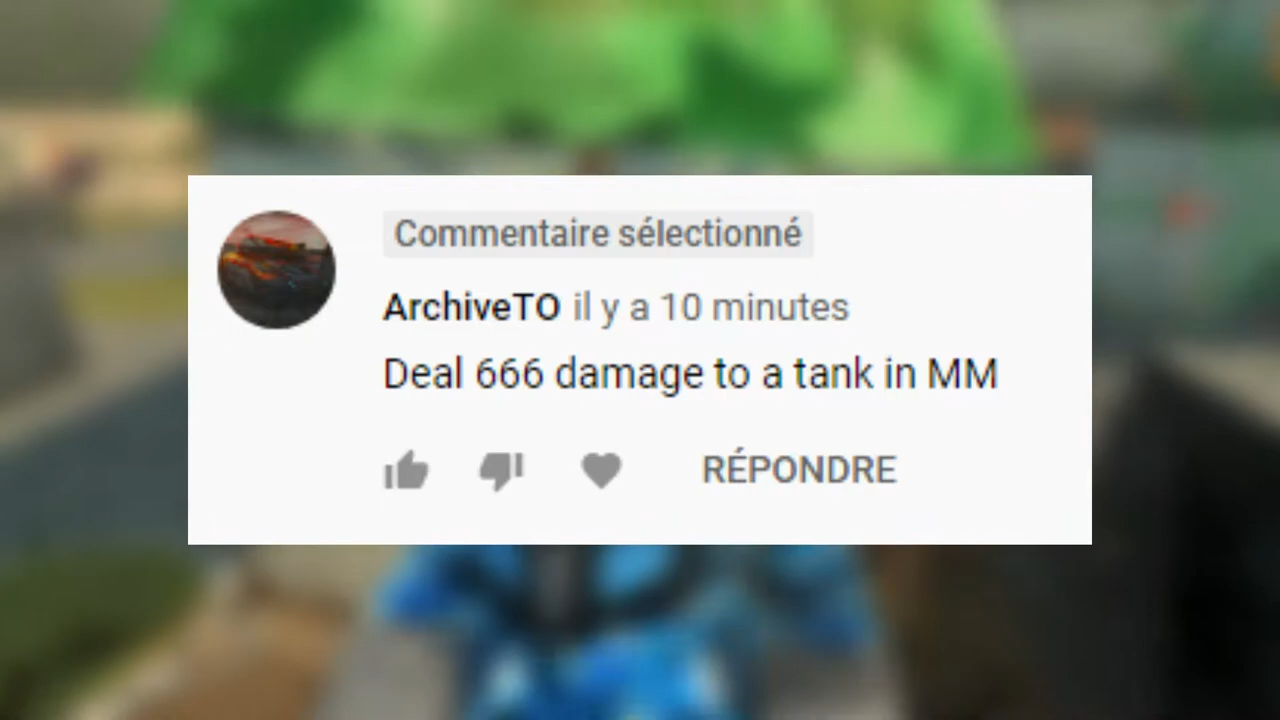 Commentaire sélectionné
ArchiveTO il y a 10 minutes
Deal 666 damage to a tank in MM
RÉPONDRE